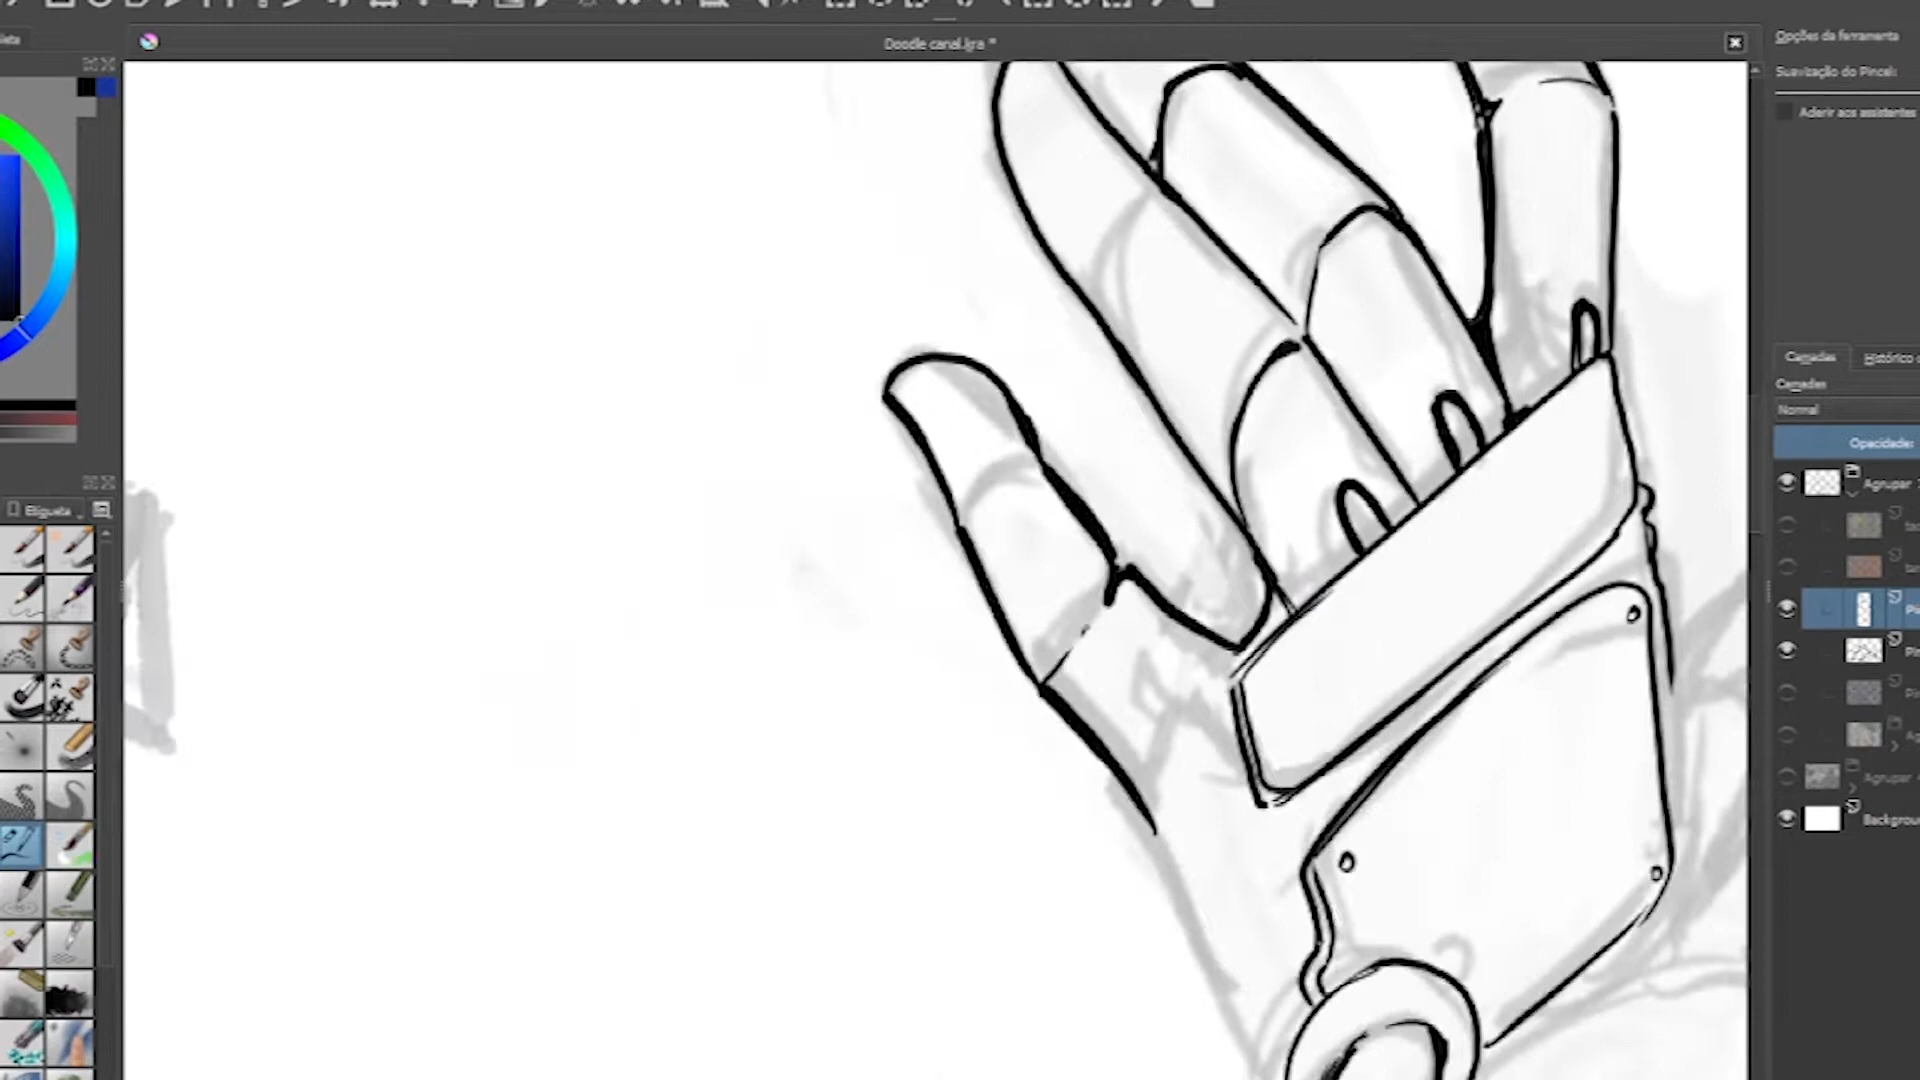 Doodle canal.kra *
Opções da ferramenta
Suavização do Pincel:
Aderir aos assistentes
Etiqueta
Camadas
Histórico
Camadas
Normal
Opacidade:
Agrupar
Agrupar
Backgrou